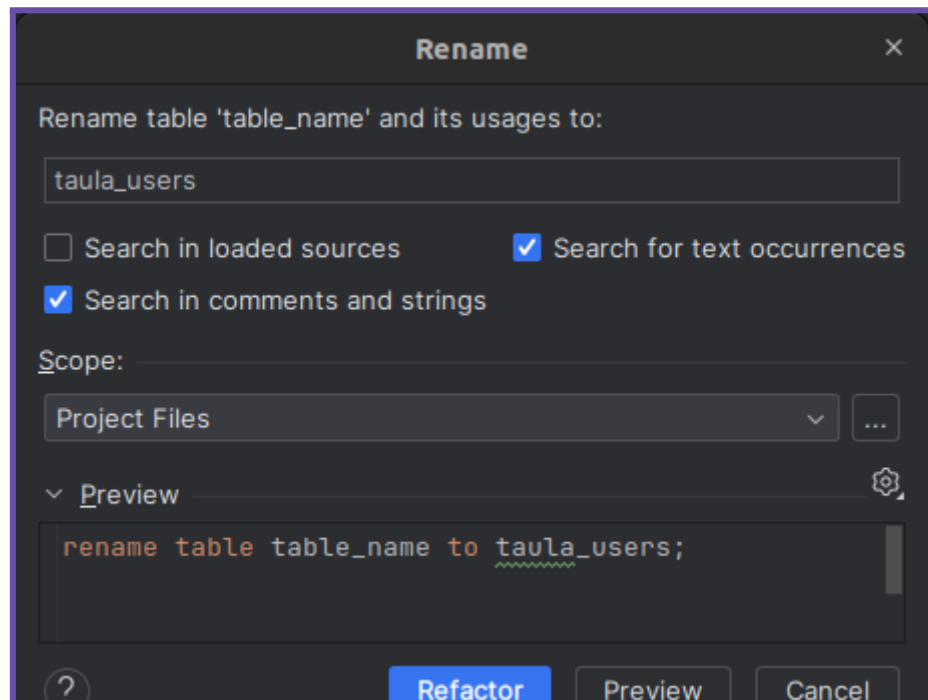 Rename
Rename table 'table_name' and its usages to:
taula_users
Search in loaded sources
Search for text occurrences
Search in comments and strings
Scope:
Project Files
...
Preview
rename table table_name to taula_users;
?
Refactor
Preview
Cancel